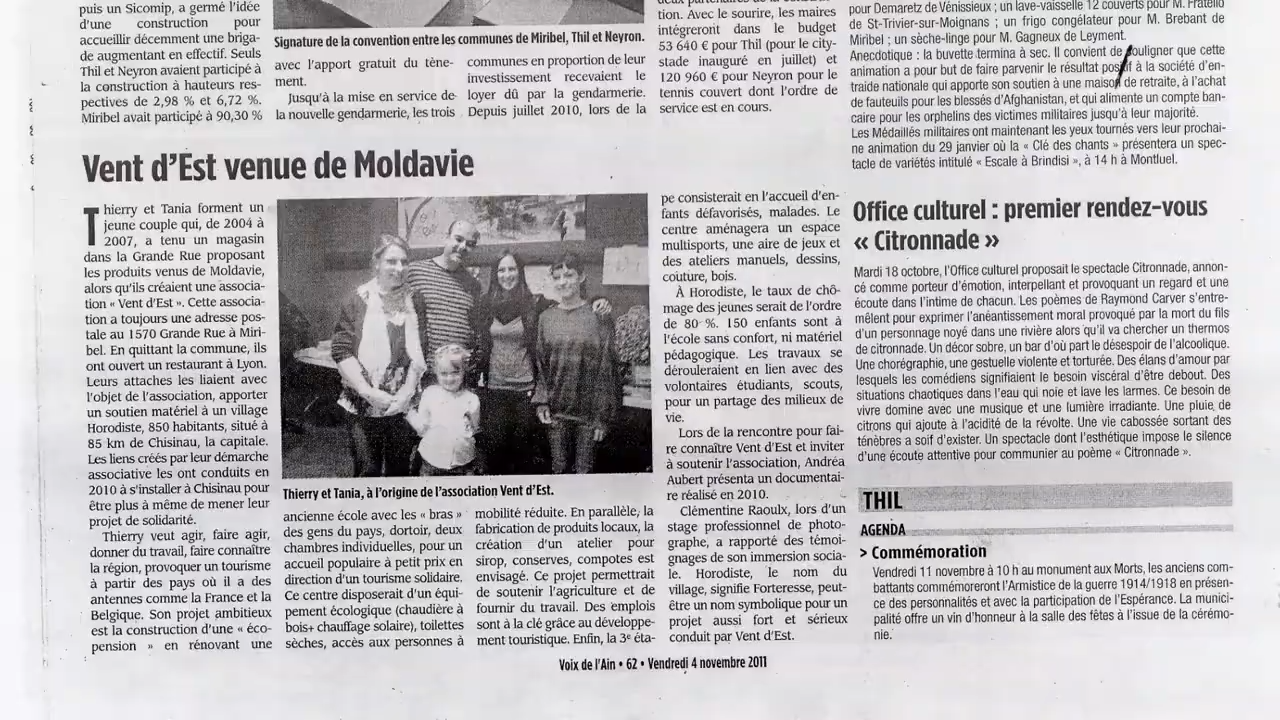 puis un Sicomip, a germé l'idée
d'une construction pour
accueillir décemment une briga-
de augmentant en effectif. Seuls
Thil et Neyron avaient participé à
la construction à hauteurs res-
pectives de 2,98 % et 6,72 %.
Miribel avait participé à 90,30 %
Signature de la convention entre les communes de Miribel, Thil et Neyron.
avec l'apport gratuit du tène-
ment.
Jusqu'à la mise en service de
la nouvelle gendarmerie, les trois
communes en proportion de leur
investissement recevaient le
loyer dû par la gendarmerie.
Depuis juillet 2010, lors de la
tion. Avec le sourire, les maires
intégreront dans le budget
53 640 € pour Thil (pour le city-
stade inauguré en juillet) et
120 960 € pour Neyron pour le
tennis couvert dont l'ordre de
service est en cours.
pour Demaretz de Vénissieux ; un lave-vaisselle 12 couverts pour M. Fratello
de St-Trivier-sur-Moignans ; un frigo congélateur pour M. Brebant de
Miribel ; un sèche-linge pour M. Gagneux de Leyment.
Anecdotique : la buvette termina à sec. Il convient de souligner que cette
animation a pour but de faire parvenir le résultat positif à la société d'en-
traide nationale qui apporte son soutien à une maison de retraite, à l'achat
de fauteuils pour les blessés d'Afghanistan, et qui alimente un compte ban-
caire pour les orphelins des victimes militaires jusqu'à leur majorité.
Les Médaillés militaires ont maintenant les yeux tournés vers leur prochai-
ne animation du 29 janvier où la « Clé des chants » présentera un spec-
tacle de variétés intitulé « Escale à Brindisi », à 14 h à Montluel.
Vent d'Est venue de Moldavie
Thierry et Tania forment un
jeune couple qui, de 2004 à
2007, a tenu un magasin
dans la Grande Rue proposant
les produits venus de Moldavie,
alors qu'ils créaient une associa-
tion « Vent d'Est ». Cette associa-
tion a toujours une adresse pos-
tale au 1570 Grande Rue à Miri-
bel. En quittant la commune, ils
ont ouvert un restaurant à Lyon.
Leurs attaches les liaient avec
l'objet de l'association, apporter
un soutien matériel à un village
Horodiste, 850 habitants, situé à
85 km de Chisinau, la capitale.
Les liens créés par leur démarche
associative les ont conduits en
2010 à s'installer à Chisinau pour
être plus à même de mener leur
projet de solidarité.
Thierry veut agir, faire agir,
donner du travail, faire connaître
la région, provoquer un tourisme
à partir des pays où il a des
antennes comme la France et la
Belgique. Son projet ambitieux
est la construction d'une « éco-
pension » en rénovant une
Thierry et Tania, à l'origine de l'association Vent d'Est.
ancienne école avec les « bras »
des gens du pays, dortoir, deux
chambres individuelles, pour un
accueil populaire à petit prix en
direction d'un tourisme solidaire.
Ce centre disposerait d'un équi-
pement écologique (chaudière à
bois+ chauffage solaire), toilettes
sèches, accès aux personnes à
mobilité réduite. En parallèle, la
fabrication de produits locaux, la
création d'un atelier pour
sirop, conserves, compotes est
envisagé. Ce projet permettrait
de soutenir l'agriculture et de
fournir du travail. Des emplois
sont à la clé grâce au développe-
ment touristique. Enfin, la 3e éta-
pe consisterait en l'accueil d'en-
fants défavorisés, malades. Le
centre aménagera un espace
multisports, une aire de jeux et
des ateliers manuels, dessins,
couture, bois.
À Horodiste, le taux de chô-
mage des jeunes serait de l'ordre
de 80 %. 150 enfants sont à
l'école sans confort, ni matériel
pédagogique. Les travaux se
dérouleraient en lien avec des
volontaires étudiants, scouts,
pour un partage des milieux de
vie.
Lors de la rencontre pour fai-
re connaître Vent d'Est et inviter
à soutenir l'association, Andréa
Aubert présenta un documentai-
re réalisé en 2010.
Clémentine Raoulx, lors d'un
stage professionnel de photo-
graphe, a rapporté des témoi-
gnages de son immersion socia-
le. Horodiste, le nom du
village, signifie Forteresse, peut-
être un nom symbolique pour un
projet aussi fort et sérieux
conduit par Vent d'Est.
Office culturel : premier rendez-vous
« Citronnade »
Mardi 18 octobre, l'Office culturel proposait le spectacle Citronnade, annon-
cé comme porteur d'émotion, interpellant et provoquant un regard et une
écoute dans l'intime de chacun. Les poèmes de Raymond Carver s'entre-
mêlent pour exprimer l'anéantissement moral provoqué par la mort du fils
d'un personnage noyé dans une rivière alors qu'il va chercher un thermos
de citronnade. Un décor sobre, un bar d'où part le désespoir de l'alcoolique.
Une chorégraphie, une gestuelle violente et torturée. Des élans d'amour par
lesquels les comédiens signifiaient le besoin viscéral d'être debout. Des
situations chaotiques dans l'eau qui noie et lave les larmes. Ce besoin de
vivre domine avec une musique et une lumière irradiante. Une pluie de
citrons qui ajoute à l'acidité de la révolte. Une vie cabossée sortant des
ténèbres a soif d'exister. Un spectacle dont l'esthétique impose le silence
d'une écoute attentive pour communier au poème « Citronnade ».
THIL
AGENDA
> Commémoration
Vendredi 11 novembre à 10 h au monument aux Morts, les anciens com-
battants commémoreront l'Armistice de la guerre 1914/1918 en présen-
ce des personnalités et avec la participation de l'Espérance. La munici-
palité offre un vin d'honneur à la salle des fêtes à l'issue de la cérémo-
nie.
Voix de l'Ain • 62 • Vendredi 4 novembre 2011